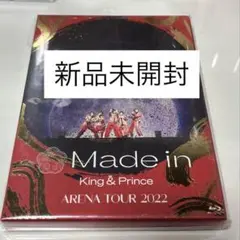 新品未開封
Made in
King & Prince
ARENA TOUR 2022